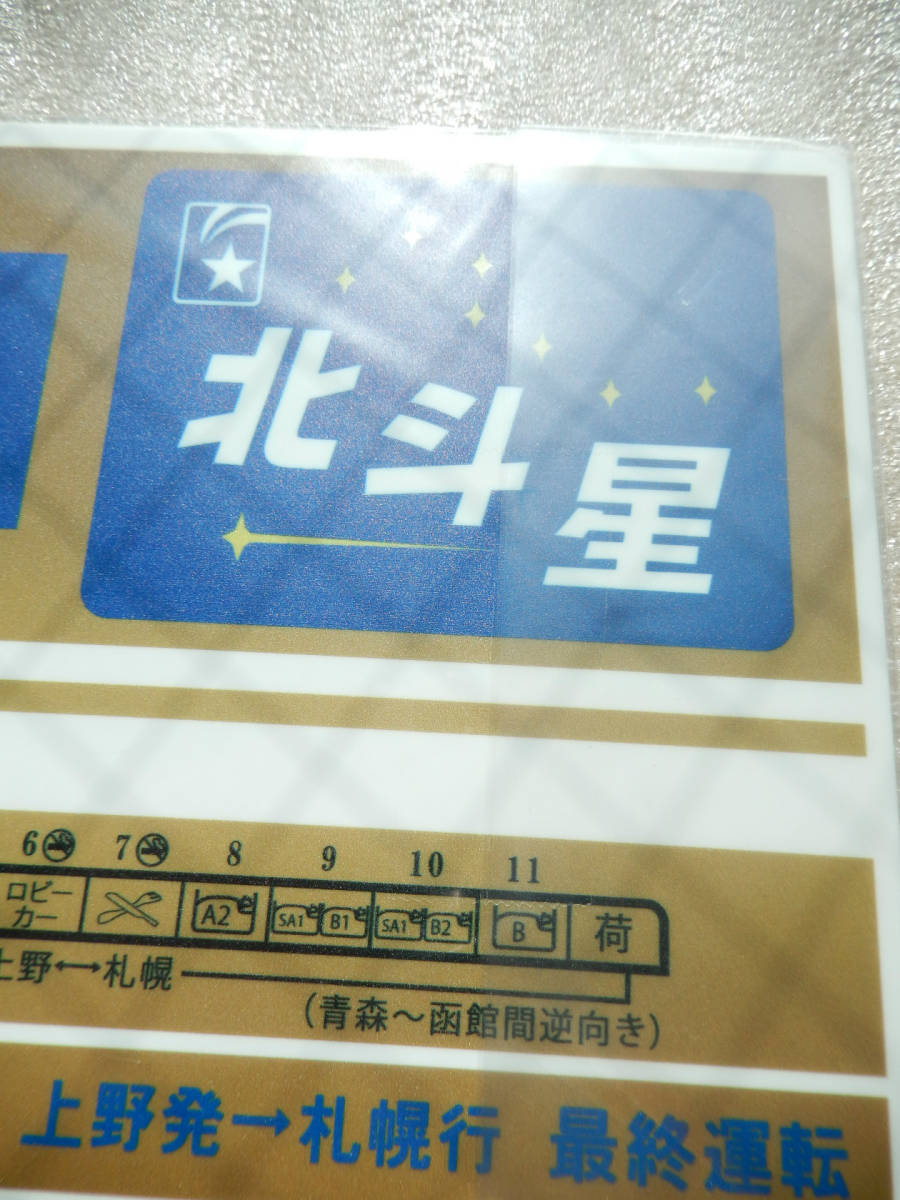 北斗星
6 7 8 9 10 11
ロビーカー A2 SA1 B1 SA1 B2 B 荷
上野↔札幌
(青森～函館間逆向き)
上野発→札幌行 最終運転